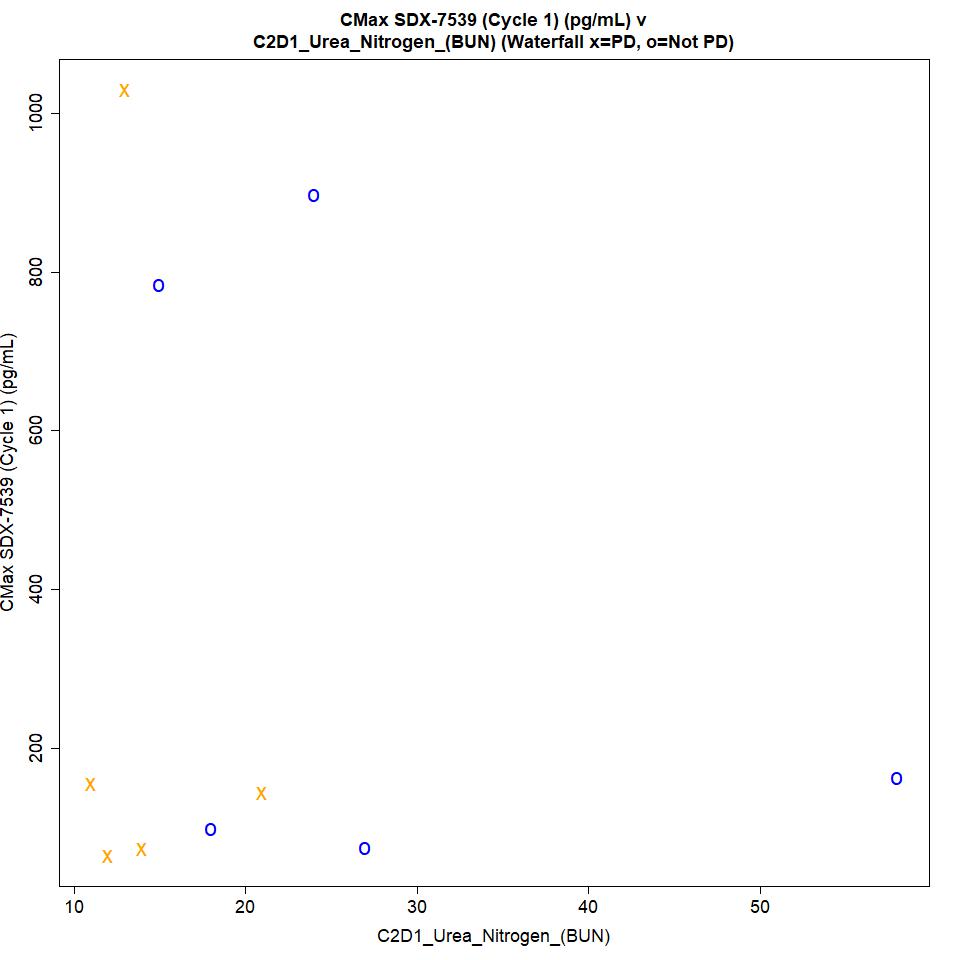 CMax SDX-7539 (Cycle 1) (pg/mL) v
C2D1_Urea_Nitrogen_(BUN) (Waterfall x=PD, o=Not PD)
CMax SDX-7539 (Cycle 1) (pg/mL)
1000
800
600
400
200
x
o
o
x
x
o
o
x
x
o
10
20
30
40
50
C2D1_Urea_Nitrogen_(BUN)